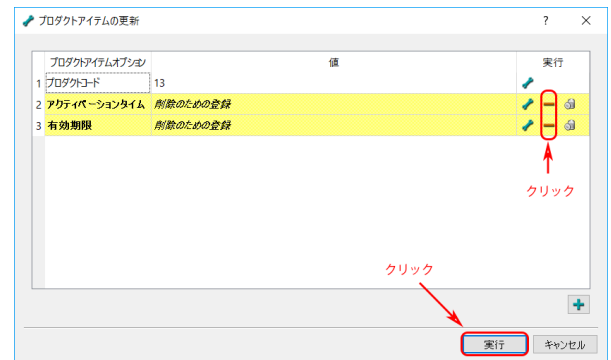 プロダクトアイテムの更新
プロダクトアイテムオプション 値 実行
1 プロダクトコード 13
2 アクティベーションタイム 削除のための登録
3 有効期限 削除のための登録
クリック
クリック
実行 キャンセル